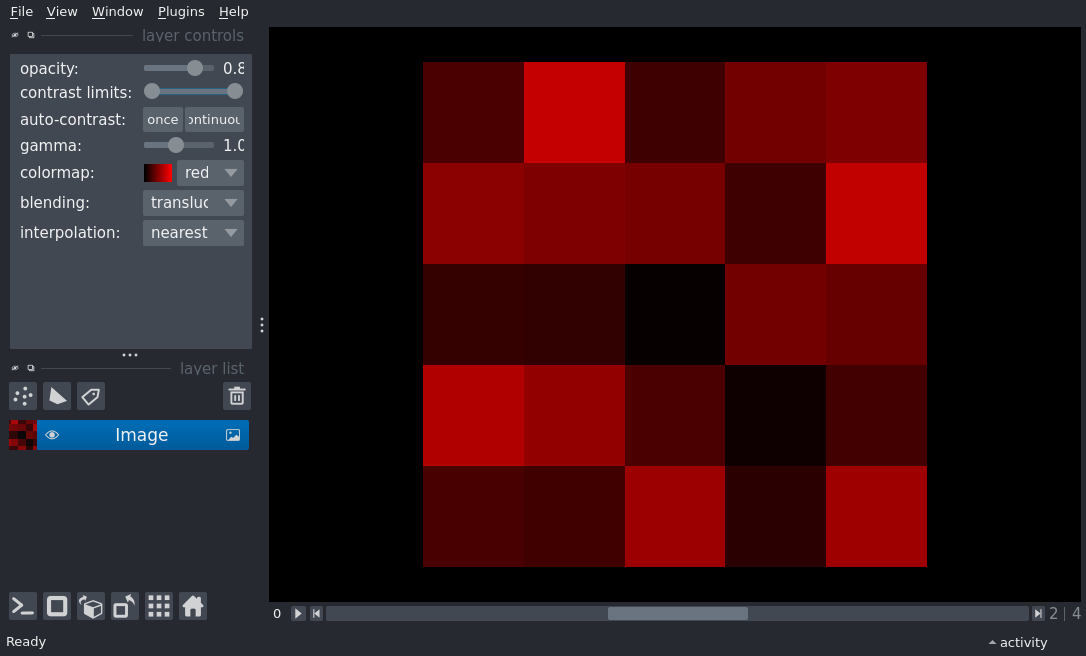 File View Window Plugins Help
layer controls
opacity: 0.8
contrast limits:
auto-contrast: once ontinuou
gamma: 1.0
colormap: red
blending: transluc
interpolation: nearest
layer list
Image
0 2 | 4
Ready
activity